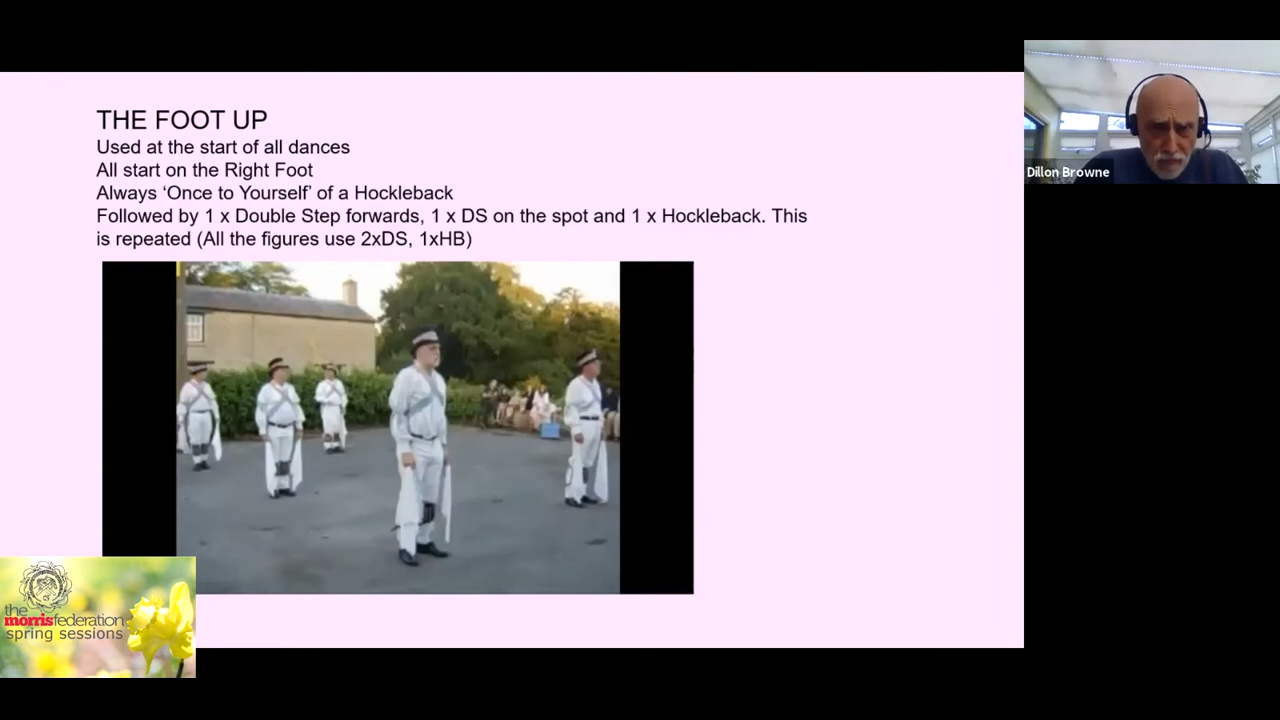 THE FOOT UP
Used at the start of all dances
All start on the Right Foot
Always ‘Once to Yourself’ of a Hockleback
Followed by 1 x Double Step forwards, 1 x DS on the spot and 1 x Hockleback. This
is repeated (All the figures use 2xDS, 1xHB)
Dillon Browne
the
morrisfederation
spring sessions